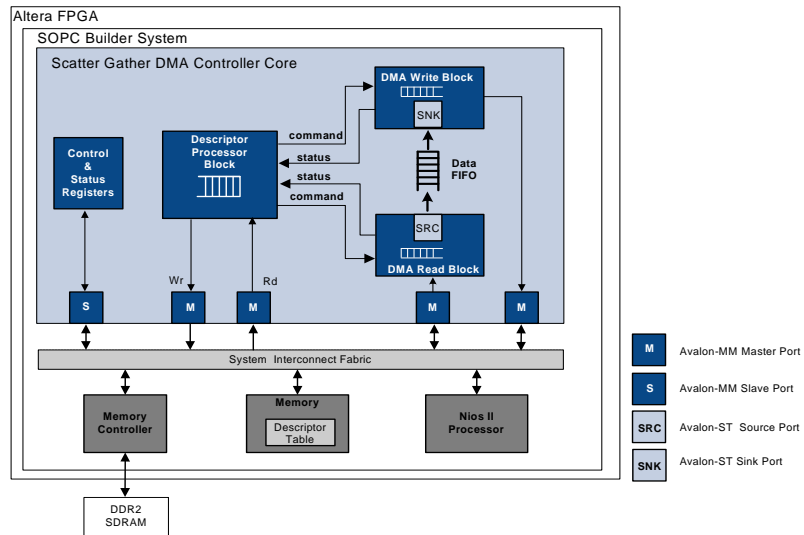 Altera FPGA
SOPC Builder System
Scatter Gather DMA Controller Core
DMA Write Block
SNK
command
Descriptor
Processor
Block
status
Control
&
Status
Registers
Data
FIFO
status
command
SRC
DMA Read Block
Wr
Rd
S
M
M
M
M
System Interconnect Fabric
Memory
Controller
Memory
Descriptor
Table
Nios II
Processor
DDR2
SDRAM
M
Avalon-MM Master Port
S
Avalon-MM Slave Port
SRC
Avalon-ST Source Port
SNK
Avalon-ST Sink Port